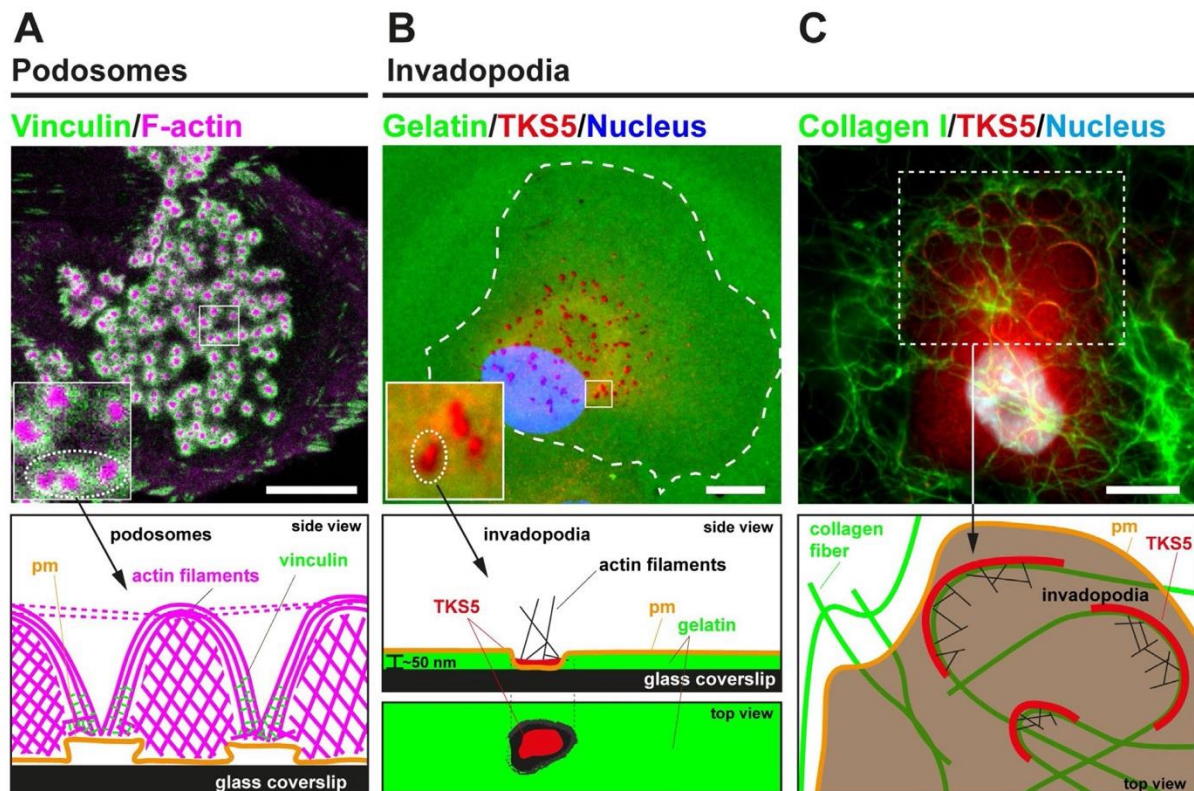 A
Podosomes
Vinculin/F-actin
side view
podosomes
pm
actin filaments
vinculin
glass coverslip
B
Invadopodia
Gelatin/TKS5/Nucleus
side view
invadopodia
actin filaments
TKS5
pm
gelatin
~50 nm
glass coverslip
top view
C
Collagen I/TKS5/Nucleus
collagen
fiber
pm
TKS5
invadopodia
top view